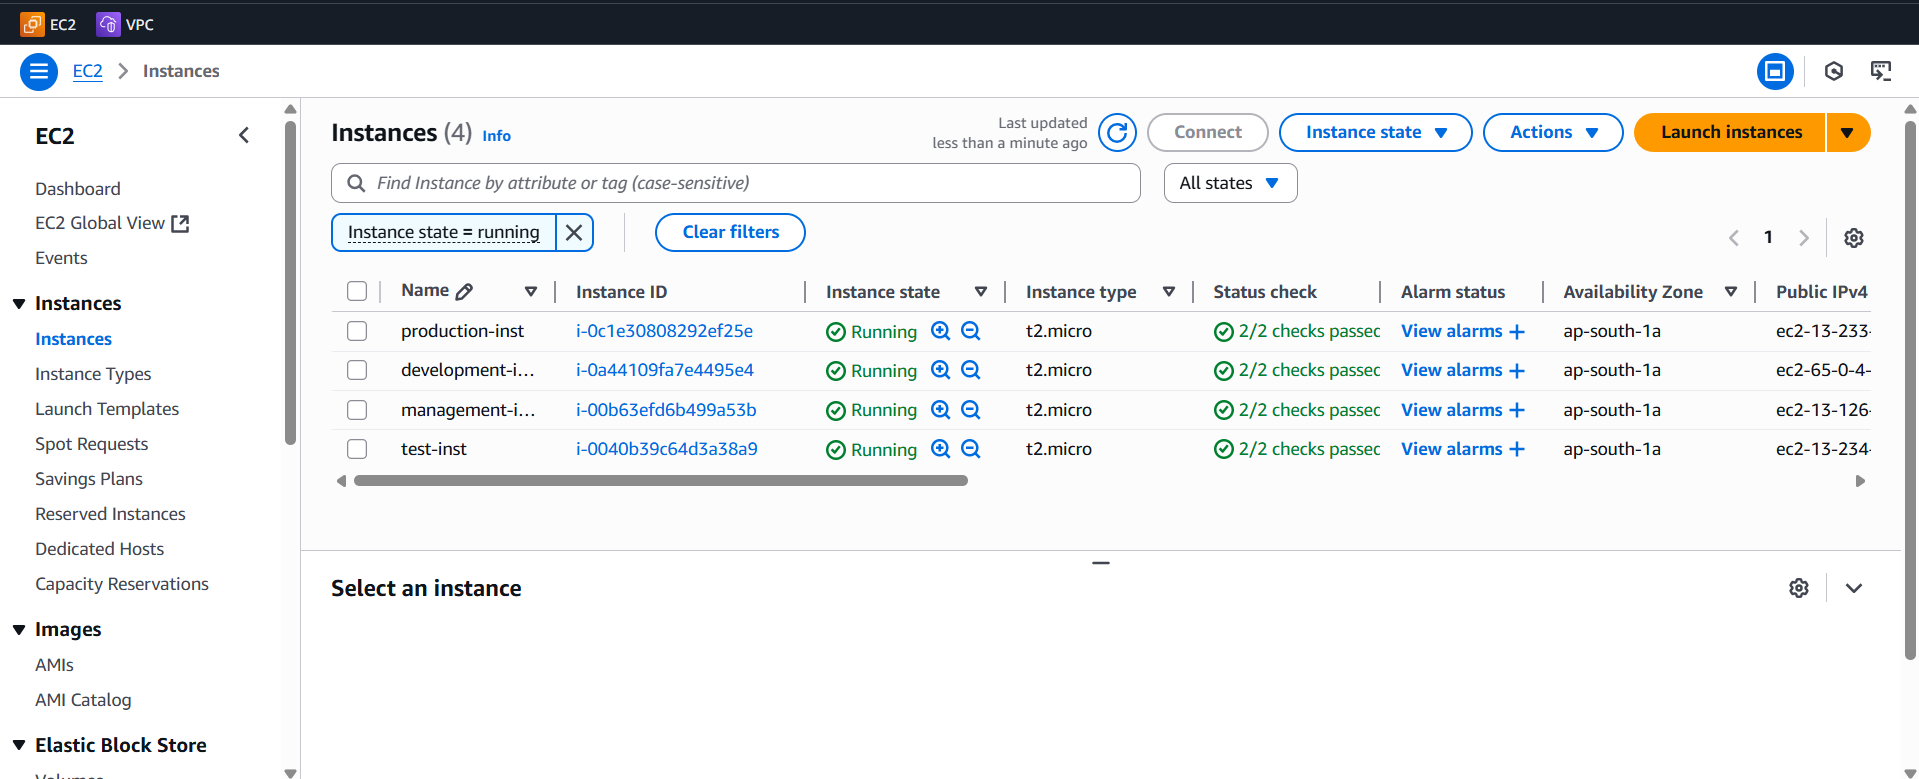 EC2 VPC
EC2 Instances
EC2
Dashboard
EC2 Global View
Events
Instances
Instances
Instance Types
Launch Templates
Spot Requests
Savings Plans
Reserved Instances
Dedicated Hosts
Capacity Reservations
Images
AMIs
AMI Catalog
Elastic Block Store
Instances (4) Info
Last updated
less than a minute ago
Connect Instance state Actions Launch instances
Find Instance by attribute or tag (case-sensitive) All states
Instance state = running Clear filters 1
Name Instance ID Instance state Instance type Status check Alarm status Availability Zone Public IPv4
production-inst i-0c1e30808292ef25e Running t2.micro 2/2 checks passed View alarms + ap-south-1a ec2-13-233-
development-i... i-0a44109fa7e4495e4 Running t2.micro 2/2 checks passed View alarms + ap-south-1a ec2-65-0-4-
management-i... i-00b63efd6b499a53b Running t2.micro 2/2 checks passed View alarms + ap-south-1a ec2-13-126-
test-inst i-0040b39c64d3a38a9 Running t2.micro 2/2 checks passed View alarms + ap-south-1a ec2-13-234-
Select an instance